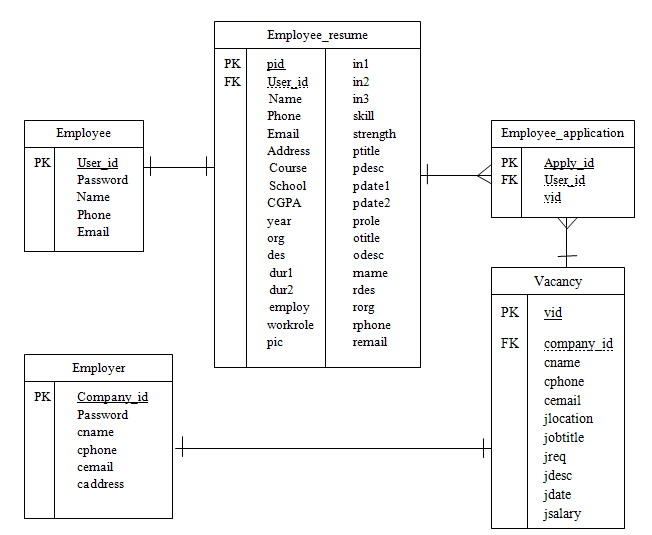 Employee_resume
PK pid in1
FK User_id in2
Name in3
Phone skill
Email strength
Address ptitle
Course pdesc
School pdate1
CGPA pdate2
year prole
org otitle
des odesc
dur1 mame
dur2 rdes
employ rorg
workrole rphone
pic remail
Employee
PK User_id
Password
Name
Phone
Email
Employee_application
PK Apply_id
FK User_id
vid
Vacancy
PK vid
FK company_id
cname
cphone
cemail
jlocation
jobtitle
jreq
jdesc
jdate
jsalary
Employer
PK Company_id
Password
cname
cphone
cemail
caddress